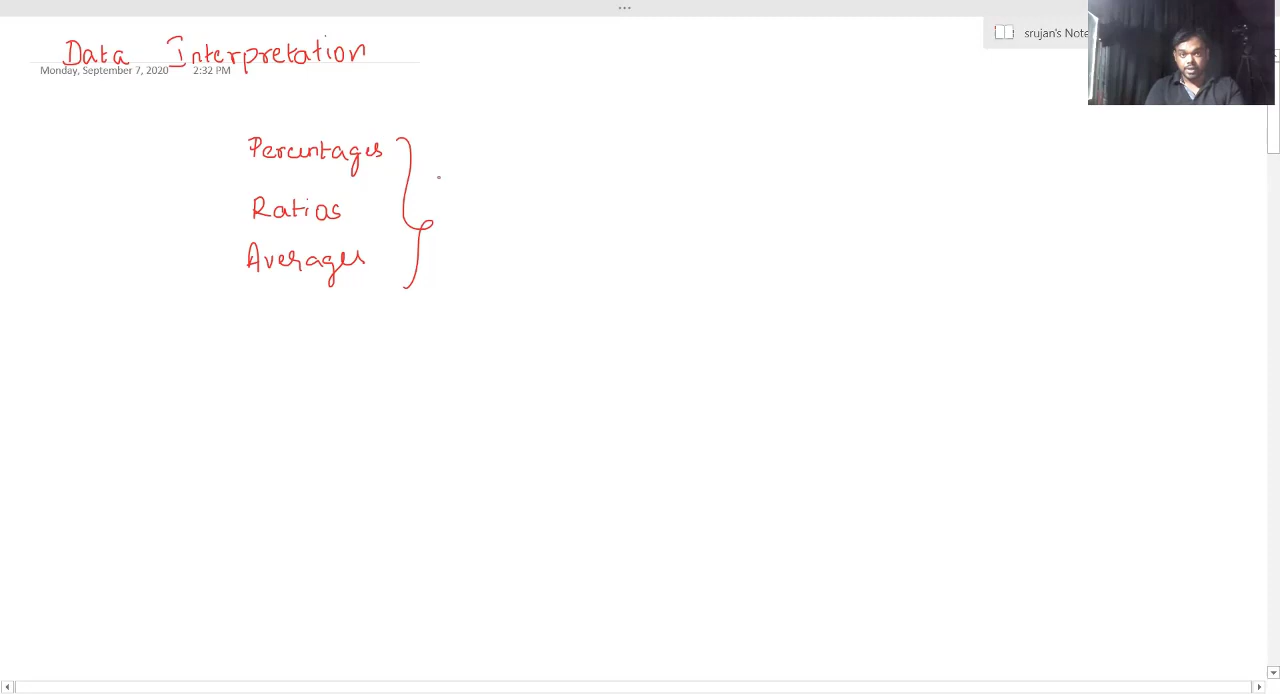 Data Interpretation
Monday, September 7, 2020 2:32 PM
srujan's Note
Percentages
Ratios
Averages